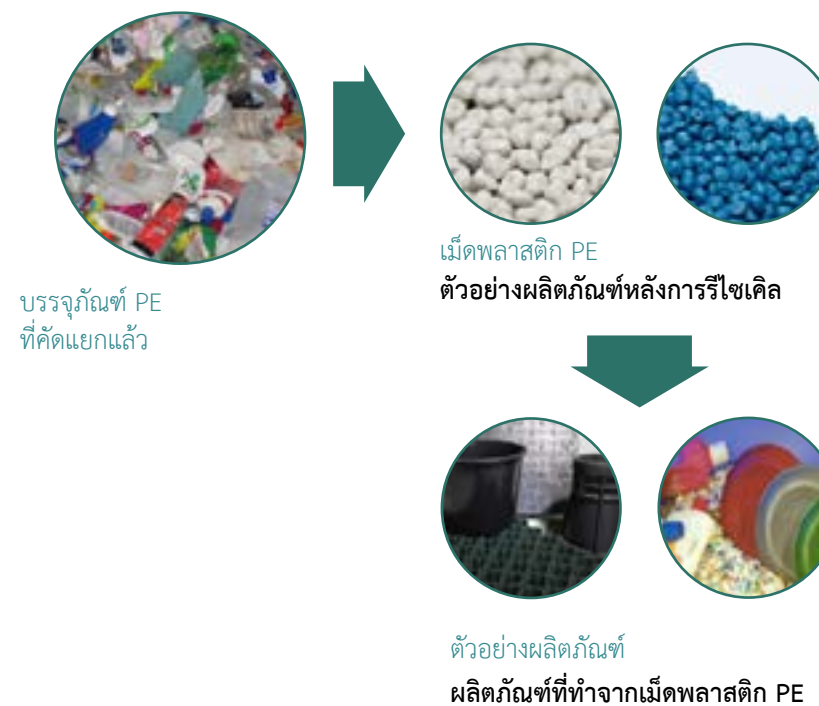 บรรจุภัณฑ์ PE
ที่คัดแยกแล้ว
เม็ดพลาสติก PE
ตัวอย่างผลิตภัณฑ์หลังการรีไซเคิล
ตัวอย่างผลิตภัณฑ์
ผลิตภัณฑ์ที่ทำจากเม็ดพลาสติก PE